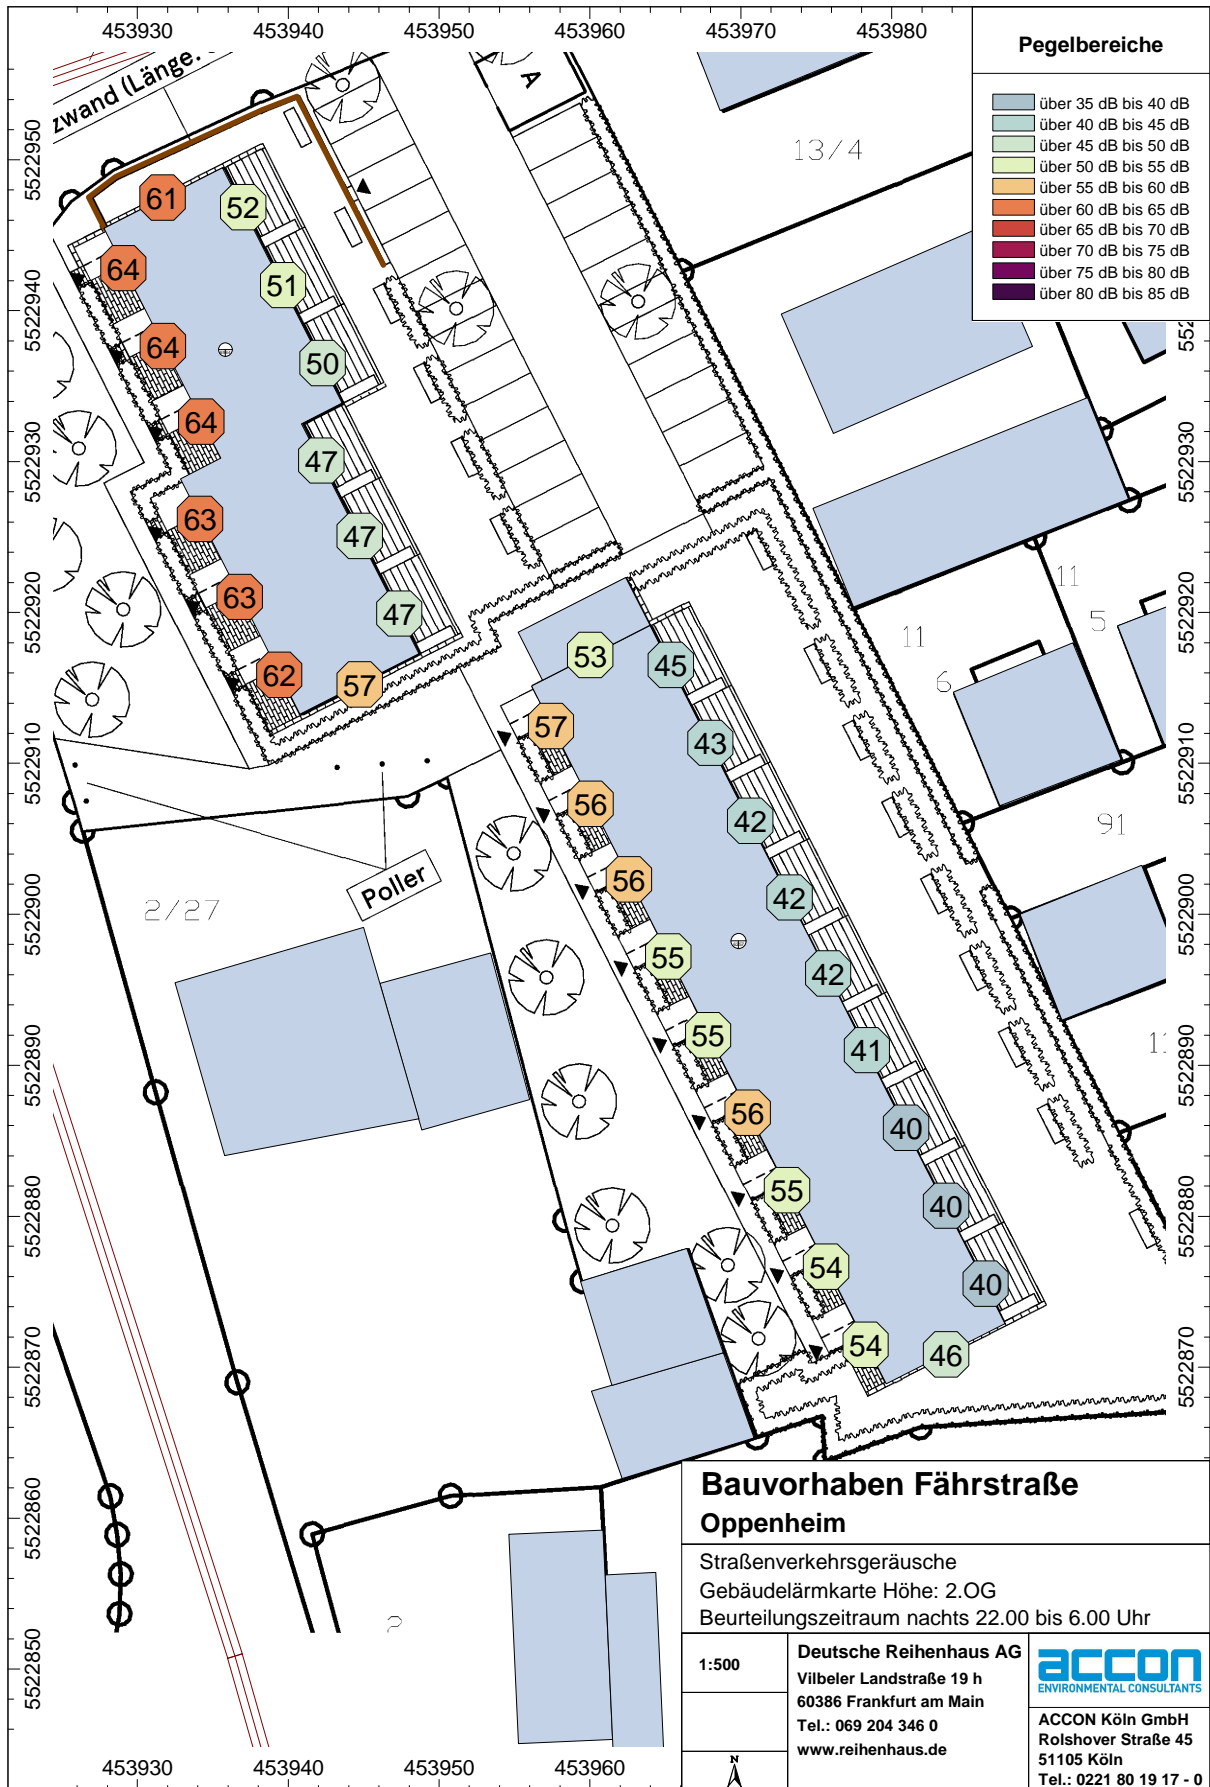 453930
453940
453950
453960
453970
453980
Pegelbereiche
über 35 dB bis 40 dB
über 40 dB bis 45 dB
über 45 dB bis 50 dB
über 50 dB bis 55 dB
über 55 dB bis 60 dB
über 60 dB bis 65 dB
über 65 dB bis 70 dB
über 70 dB bis 75 dB
über 75 dB bis 80 dB
über 80 dB bis 85 dB
zwand (Länge:
A
13/4
5522950
5522940
5522930
5522920
5522910
5522900
5522890
5522880
5522870
5522860
5522850
5522930
5522920
5522910
5522900
5522890
5522880
5522870
61
52
64
51
64
50
64
47
63
47
63
47
62
57
53
45
57
43
56
42
56
42
55
42
55
41
56
40
55
40
54
40
54
46
11
5
11
6
91
2/27
Poller
2
Bauvorhaben Fährstraße
Oppenheim
Straßenverkehrsgeräusche
Gebäudelärmkarte Höhe: 2.OG
Beurteilungszeitraum nachts 22.00 bis 6.00 Uhr
1:500
Deutsche Reihenhaus AG
Vilbeler Landstraße 19 h
60386 Frankfurt am Main
Tel.: 069 204 346 0
www.reihenhaus.de
N
accon
ENVIRONMENTAL CONSULTANTS
ACCON Köln GmbH
Rolshover Straße 45
51105 Köln
Tel.: 0221 80 19 17 - 0
453930
453940
453950
453960